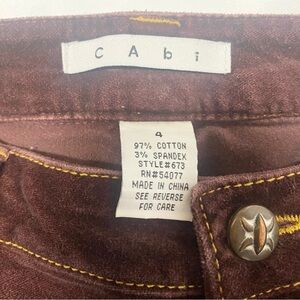 CAbi
4
97% COTTON
3% SPANDEX
STYLE#673
RN#54077
MADE IN CHINA
SEE REVERSE
FOR CARE